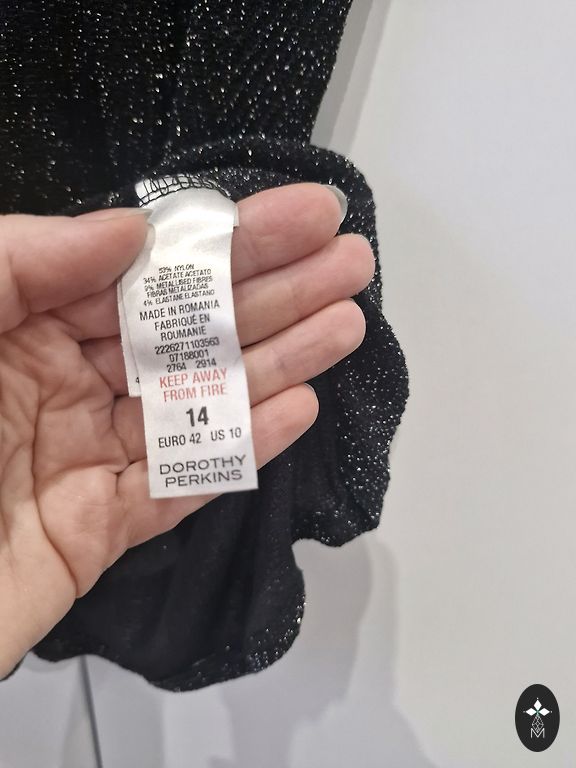 53% NYLON
34% ACETATE ACETATO
9% METALLISED FIBRES
FIBRAS METALIZADAS
4% ELASTANE ELASTANO
MADE IN ROMANIA
FABRIQUÉ EN
ROUMANIE
2226271103563
07188001
2764 2914
KEEP AWAY
FROM FIRE
14
EURO 42 US 10
DOROTHY
PERKINS
4
M